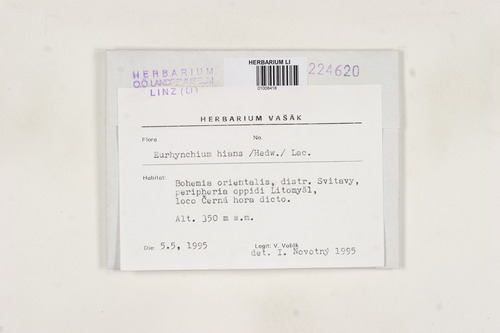 HERBARIUM
O.Ö. LANDESMUSEUM
LINZ (LI)
HERBARIUM LI
01008418
224620
HERBARIUM VAŠÁK
Flora
No.
Eurhynchium hians /Hedw./ Lac.
Habitat:
Bohemia orientalis, distr. Svitavy,
peripheria oppidi Litomyšl,
loco Černá hora dicto.
Alt. 350 m s.m.
Die 5.5, 1995
Legit: V. Vašák
det. I. Novotný 1995